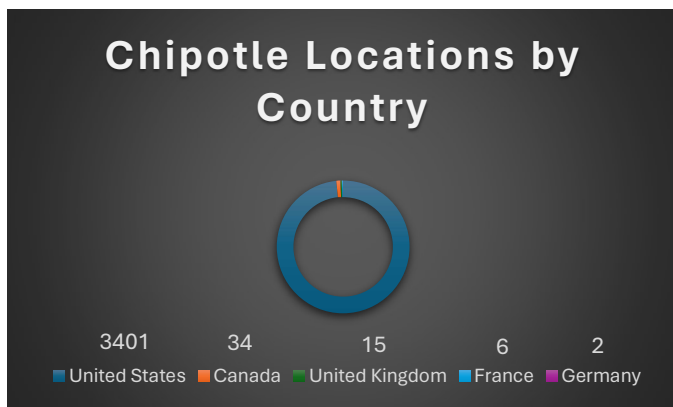 Chipotle Locations by
Country
3401 34 15 6 2
United States Canada United Kingdom France Germany